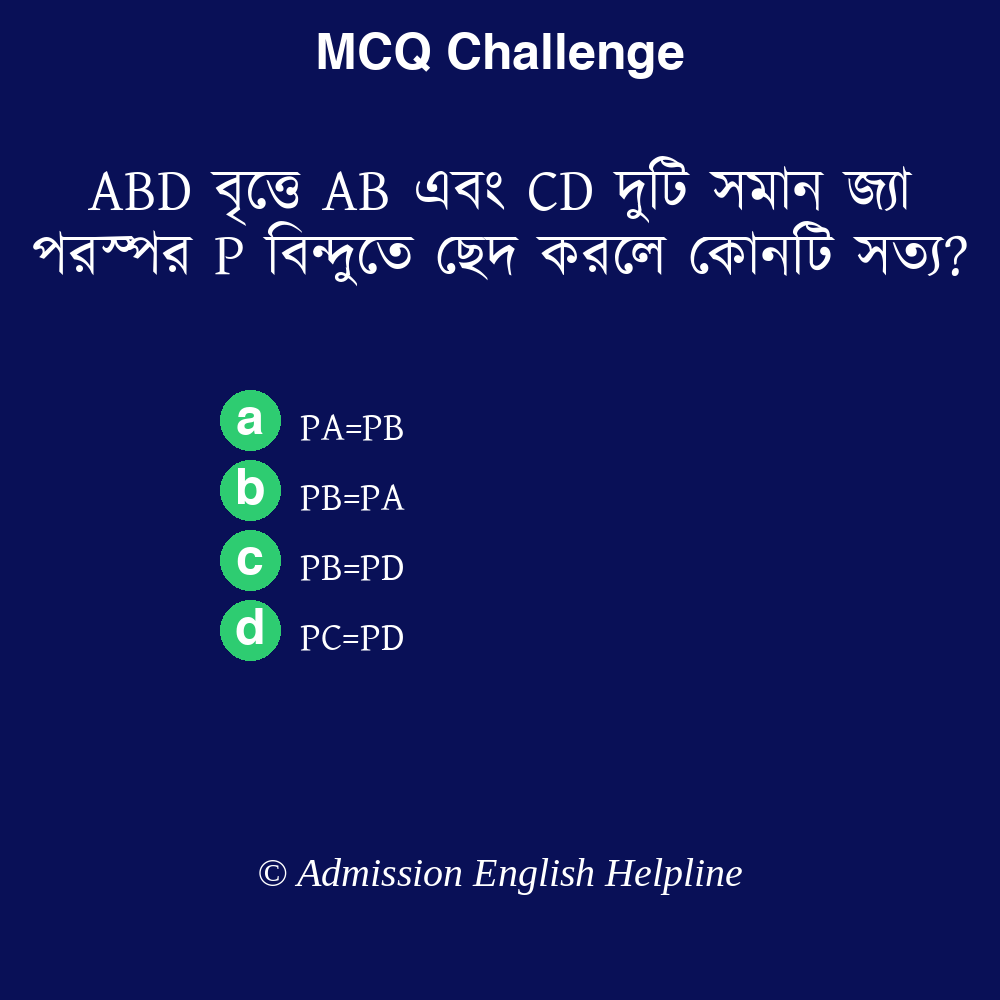 MCQ Challenge
ABD বৃত্তে AB এবং CD দুটি সমান জ্যা
পরস্পর P বিন্দুতে ছেদ করলে কোনটি সত্য?
a PA=PB
b PB=PA
c PB=PD
d PC=PD
© Admission English Helpline